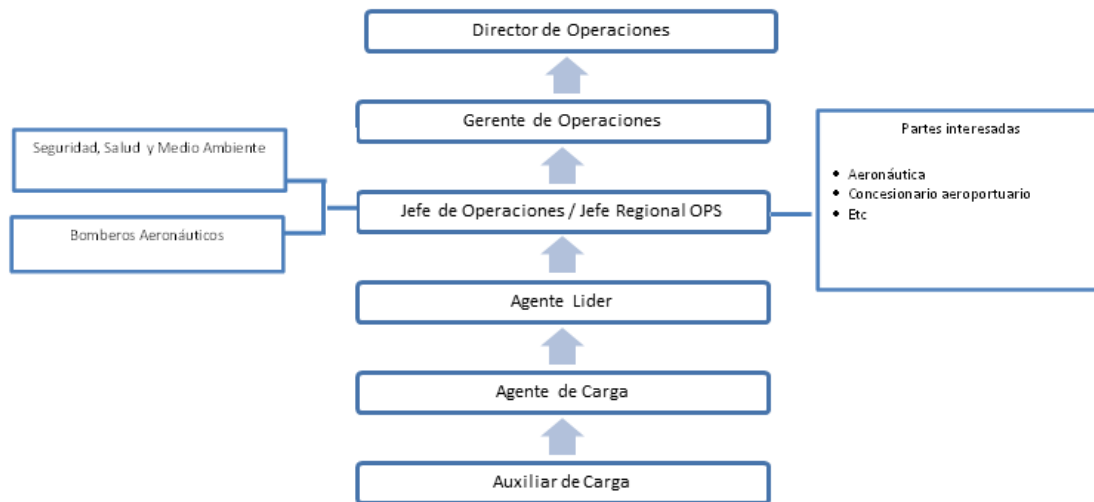 Director de Operaciones
Gerente de Operaciones
Seguridad, Salud y Medio Ambiente
Bomberos Aeronáuticos
Jefe de Operaciones / Jefe Regional OPS
Partes interesadas
• Aeronáutica
• Concesionario aeroportuario
• Etc
Agente Lider
Agente de Carga
Auxiliar de Carga